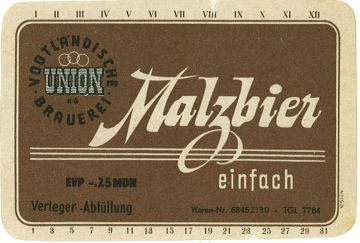 I II III IV V VI VII VIII IX X XI XII
VOGTLÄNDISCHE
UNION
KG
BRAUEREI
Malzbier
einfach
EVP -.25 MDN
Verleger-Abfüllung
Waren-Nr. 68452130 - TGL 7764
1 3 5 7 9 11 13 15 17 19 21 23 25 27 29 31